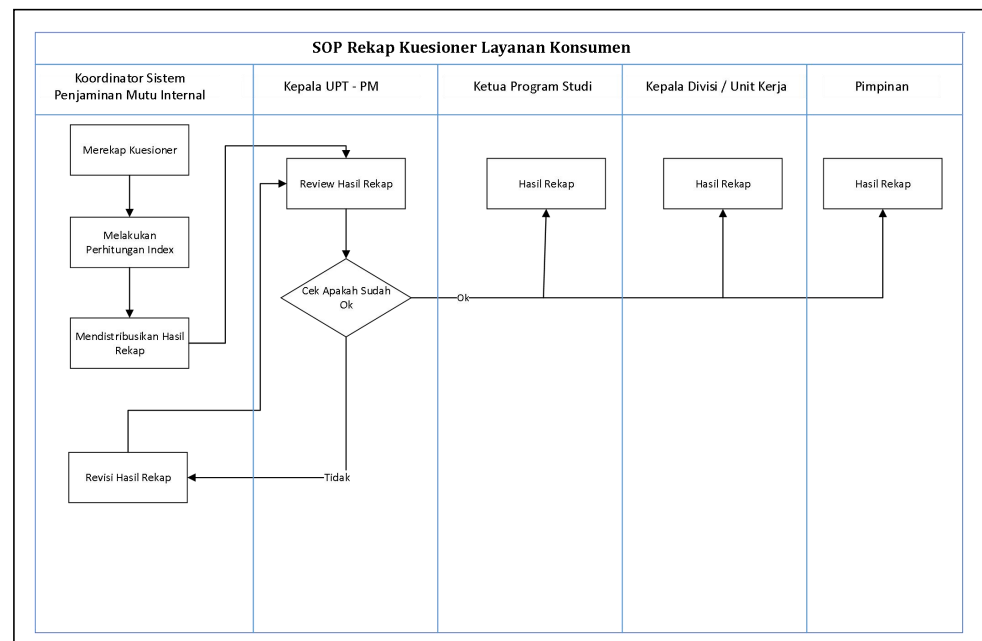 SOP Rekap Kuesioner Layanan Konsumen
Koordinator Sistem
Penjaminan Mutu Internal
Kepala UPT - PM
Ketua Program Studi
Kepala Divisi / Unit Kerja
Pimpinan
Merekap Kuesioner
Review Hasil Rekap
Hasil Rekap
Hasil Rekap
Hasil Rekap
Melakukan
Perhitungan Index
Cek Apakah Sudah
Ok
Ok
Mendistribusikan Hasil
Rekap
Revisi Hasil Rekap
Tidak